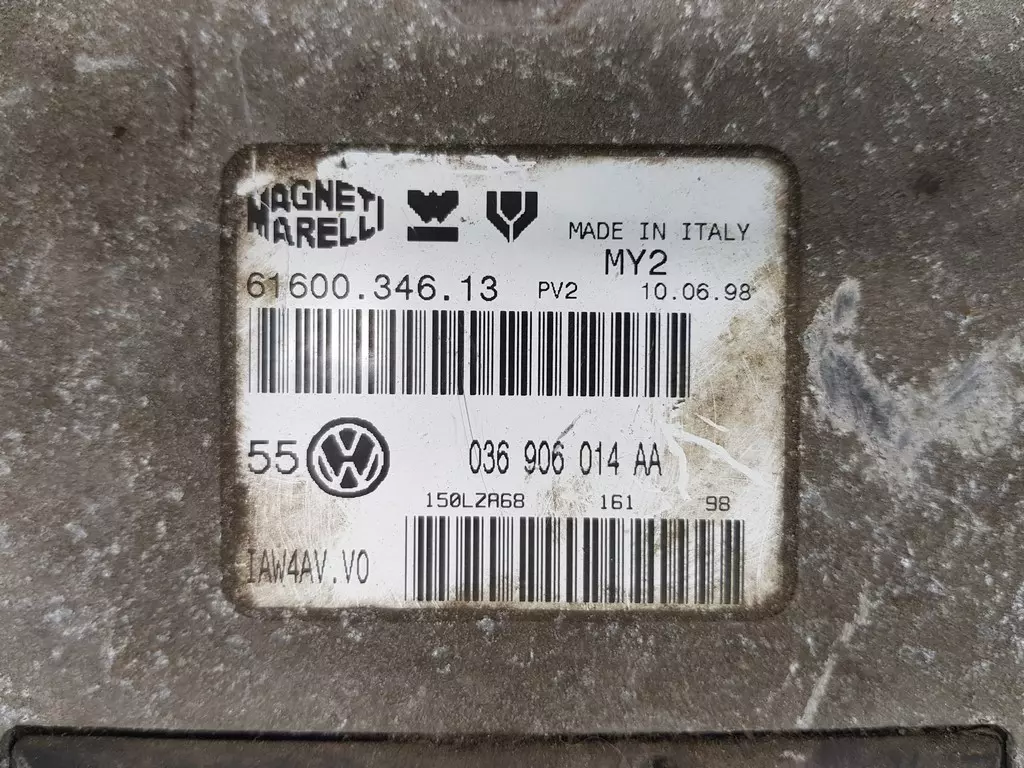 MAGNETI
MARELLI
MADE IN ITALY
MY2
61600.346.13 PV2 10.06.98
55 VW 036 906 014 AA
150LZA68 161 98
IAW4AV.V0